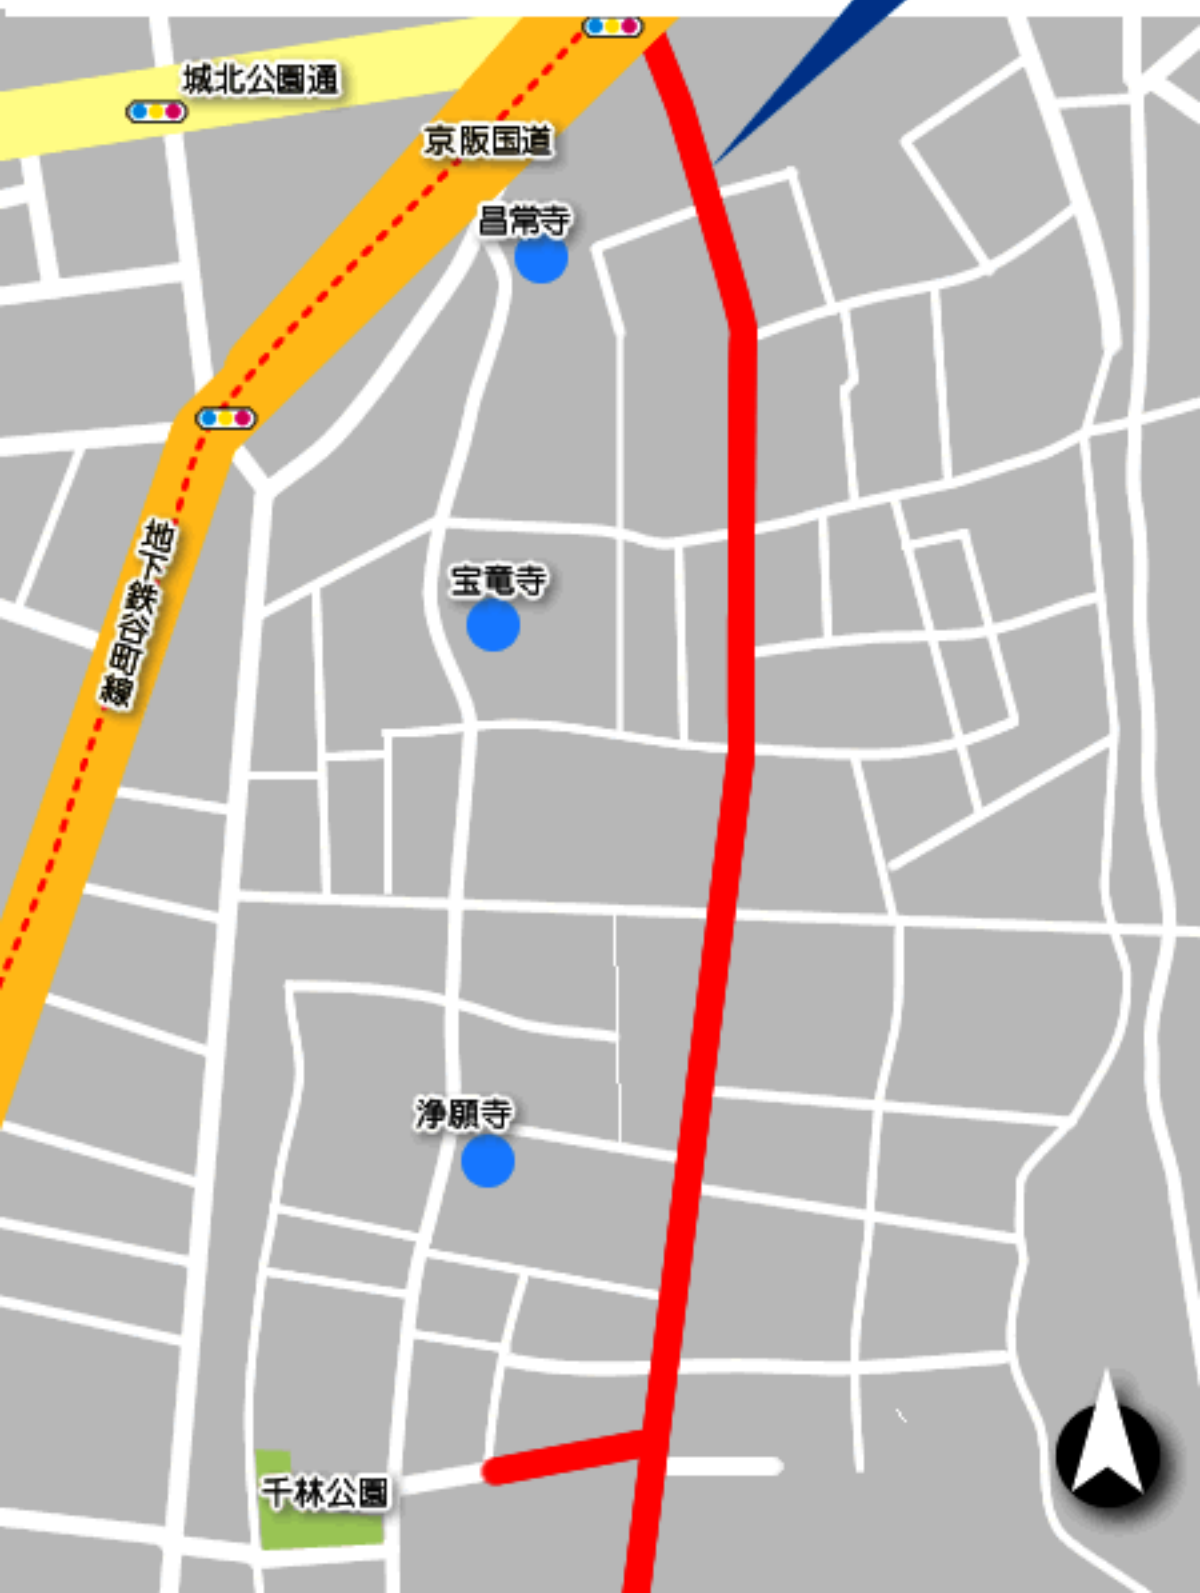 城北公園通
京阪国道
昌常寺
地下鉄谷町線
宝竜寺
浄願寺
千林公園